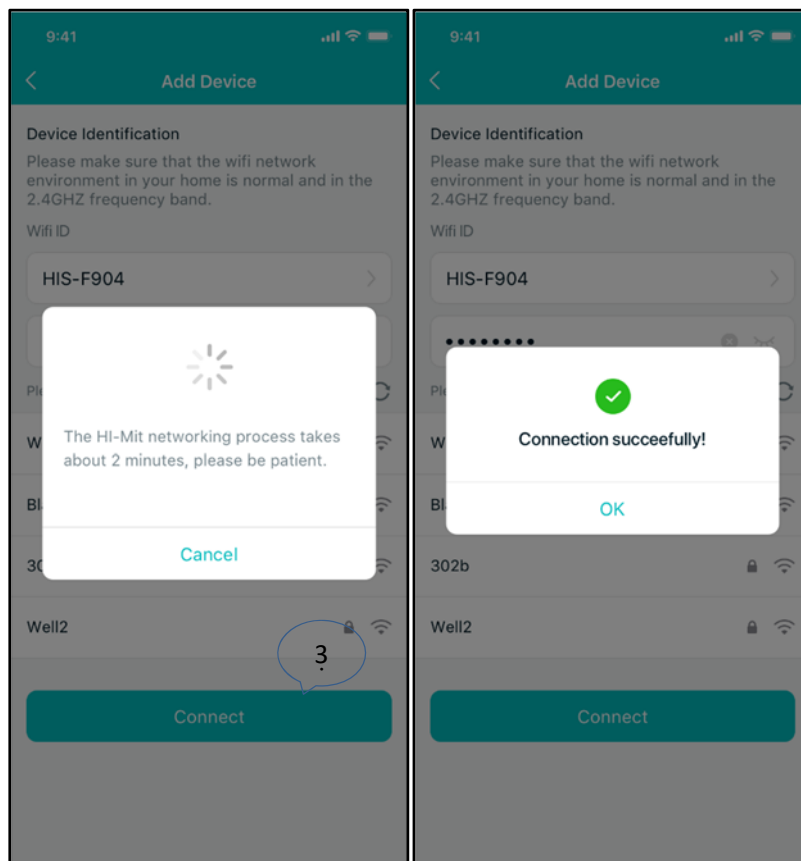 9:41
Add Device
Device Identification
Please make sure that the wifi network
environment in your home is normal and in the
2.4GHZ frequency band.
Wifi ID
HIS-F904
The HI-Mit networking process takes
about 2 minutes, please be patient.
Cancel
Well2
3
Connect
9:41
Add Device
Device Identification
Please make sure that the wifi network
environment in your home is normal and in the
2.4GHZ frequency band.
Wifi ID
HIS-F904
Connection succeefully!
OK
302b
Well2
Connect